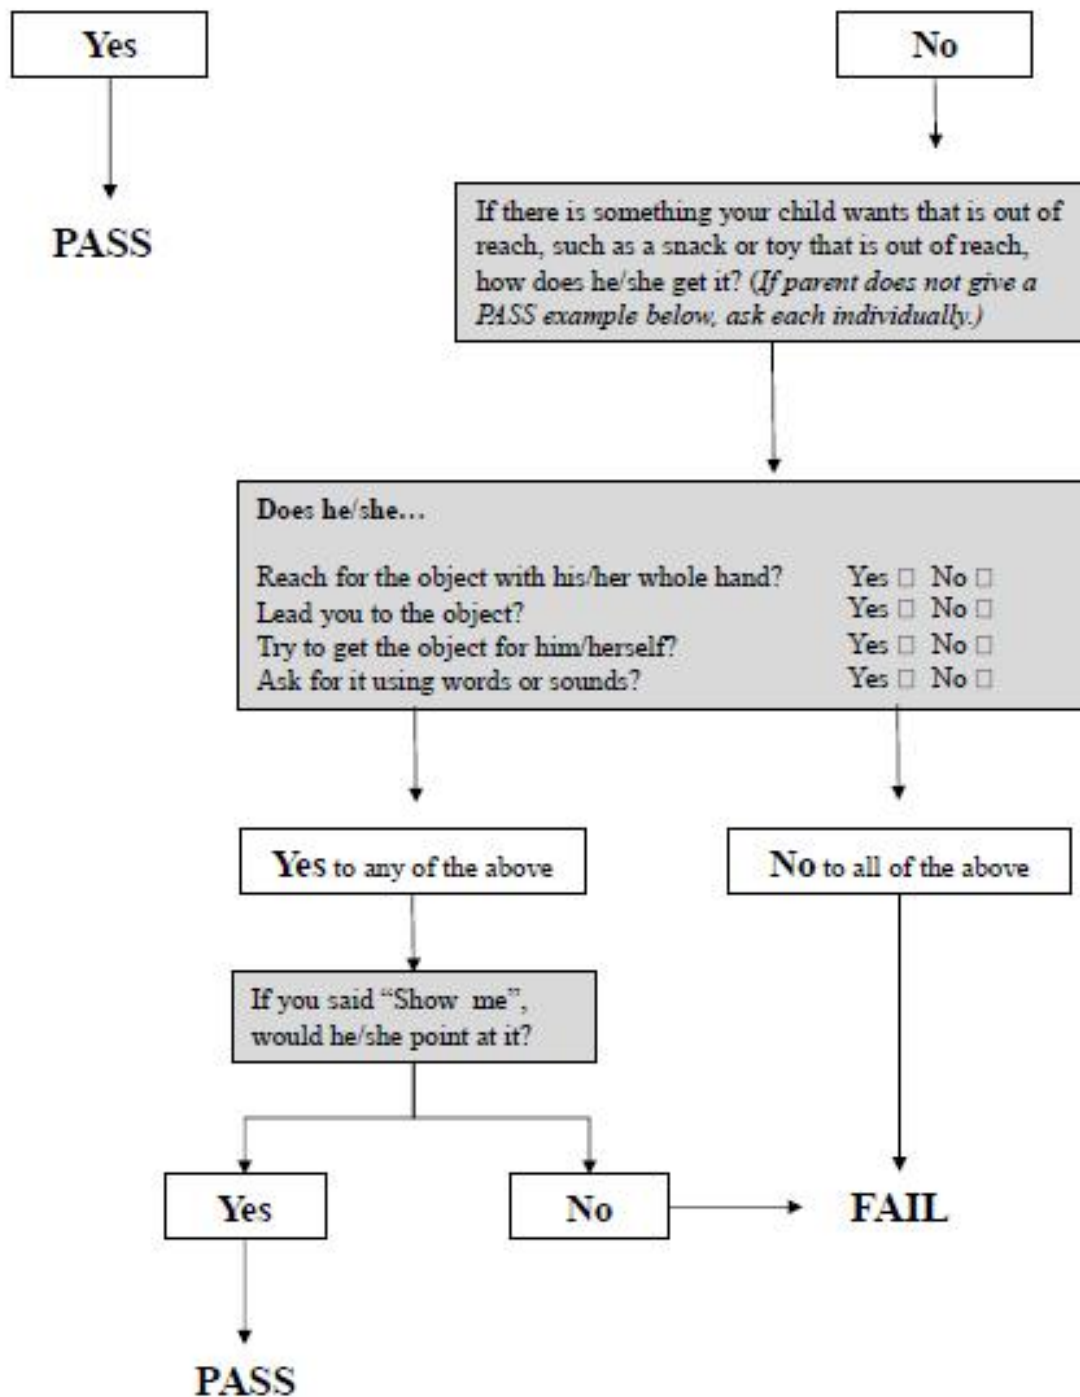 Yes
No
PASS
If there is something your child wants that is out of
reach, such as a snack or toy that is out of reach,
how does he/she get it? (If parent does not give a
PASS example below, ask each individually.)
Does he/she…
Reach for the object with his/her whole hand? Yes □ No □
Lead you to the object? Yes □ No □
Try to get the object for him/herself? Yes □ No □
Ask for it using words or sounds? Yes □ No □
Yes to any of the above
No to all of the above
If you said “Show me”,
would he/she point at it?
Yes
No
FAIL
PASS